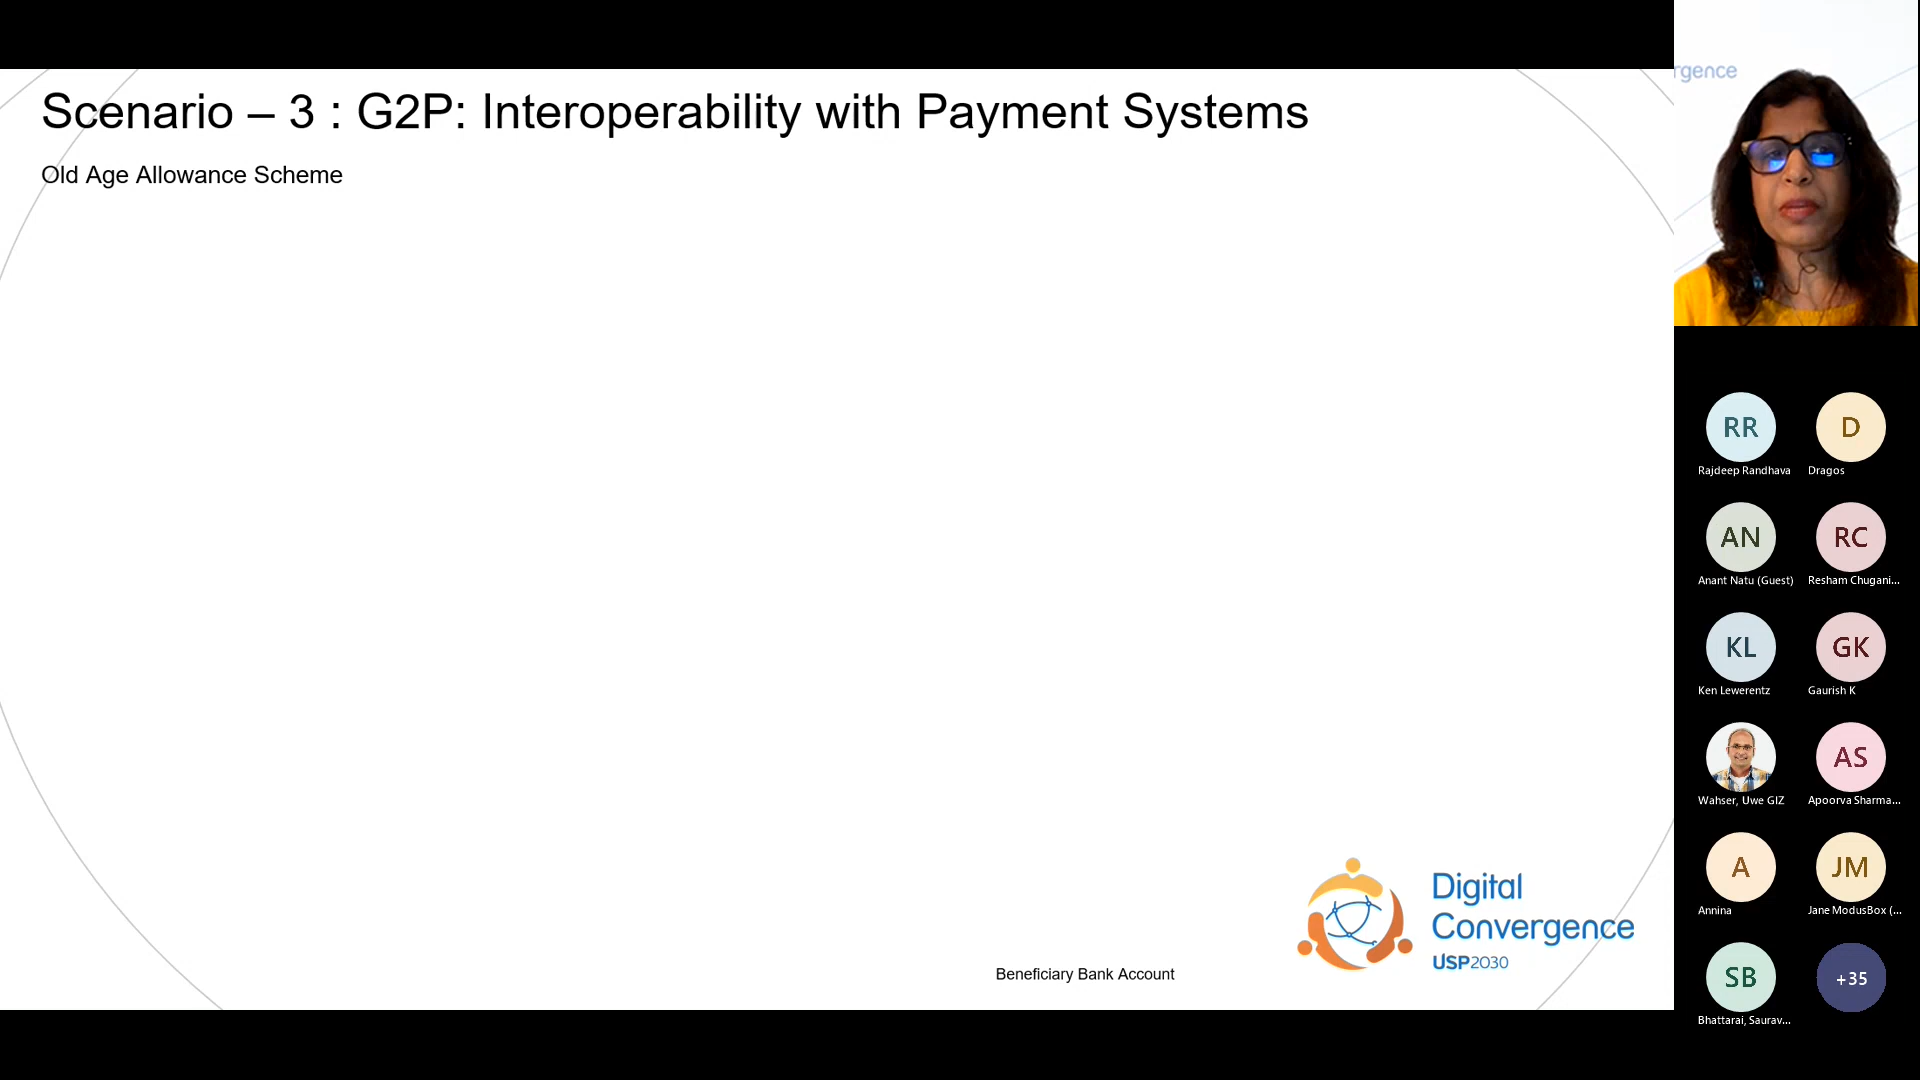 Scenario – 3 : G2P: Interoperability with Payment Systems
Old Age Allowance Scheme
Beneficiary Bank Account
Digital
Convergence
USP2030
rgence
RR
D
Rajdeep Randhava
Dragos
AN
RC
Anant Natu (Guest)
Resham Chugani...
KL
GK
Ken Lewerentz
Gaurish K
AS
Wahser, Uwe GIZ
Apoorva Sharma...
A
JM
Annina
Jane ModusBox (...
SB
+35
Bhattarai, Saurav...